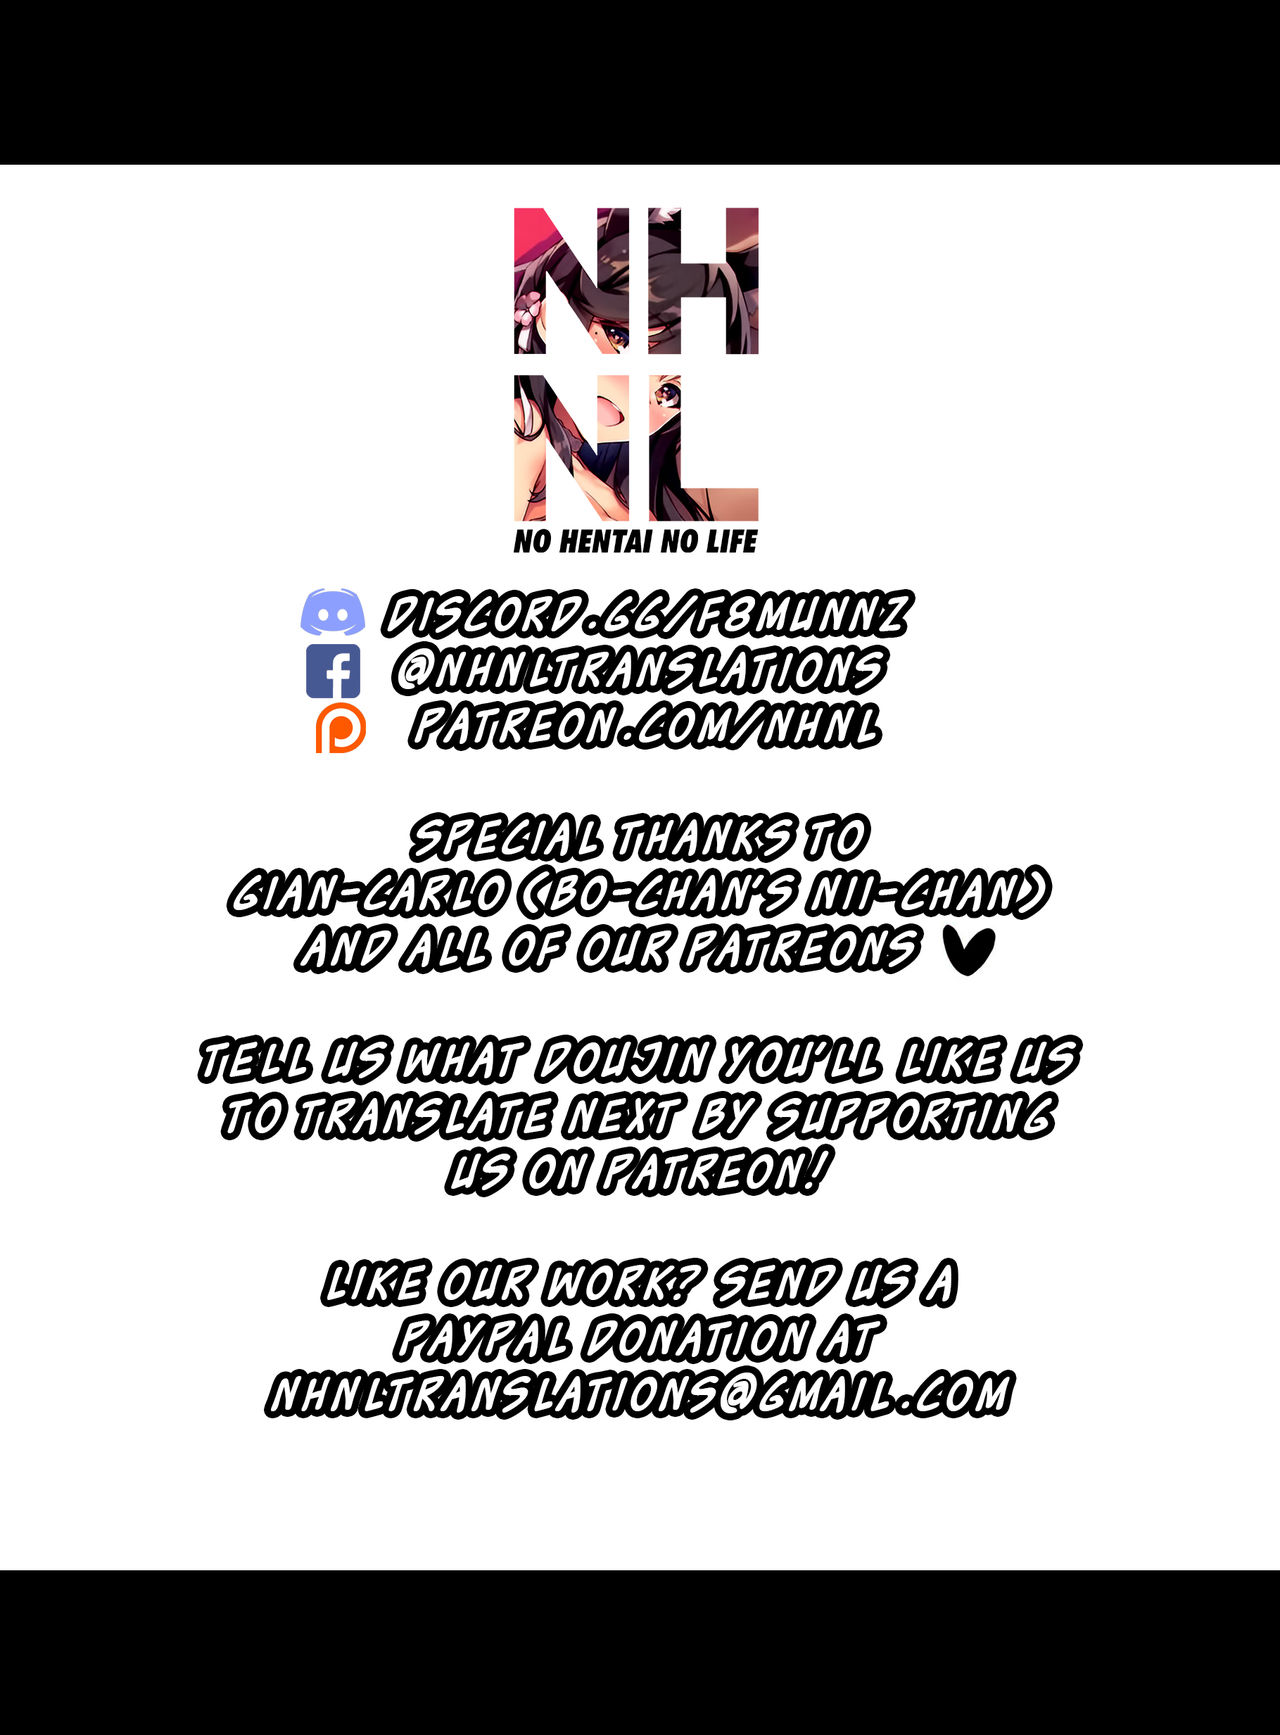 NH
NL
NO HENTAI NO LIFE
DISCORD.GG/F8MUNNZ
@NHNLTRANSLATIONS
PATREON.COM/NHNL
SPECIAL THANKS TO
GIAN-CARLO (BO-CHAN'S NII-CHAN)
AND ALL OF OUR PATREONS
TELL US WHAT DOUJIN YOU'LL LIKE US
TO TRANSLATE NEXT BY SUPPORTING
US ON PATREON!
LIKE OUR WORK? SEND US A
PAYPAL DONATION AT
NHNLTRANSLATIONS@GMAIL.COM